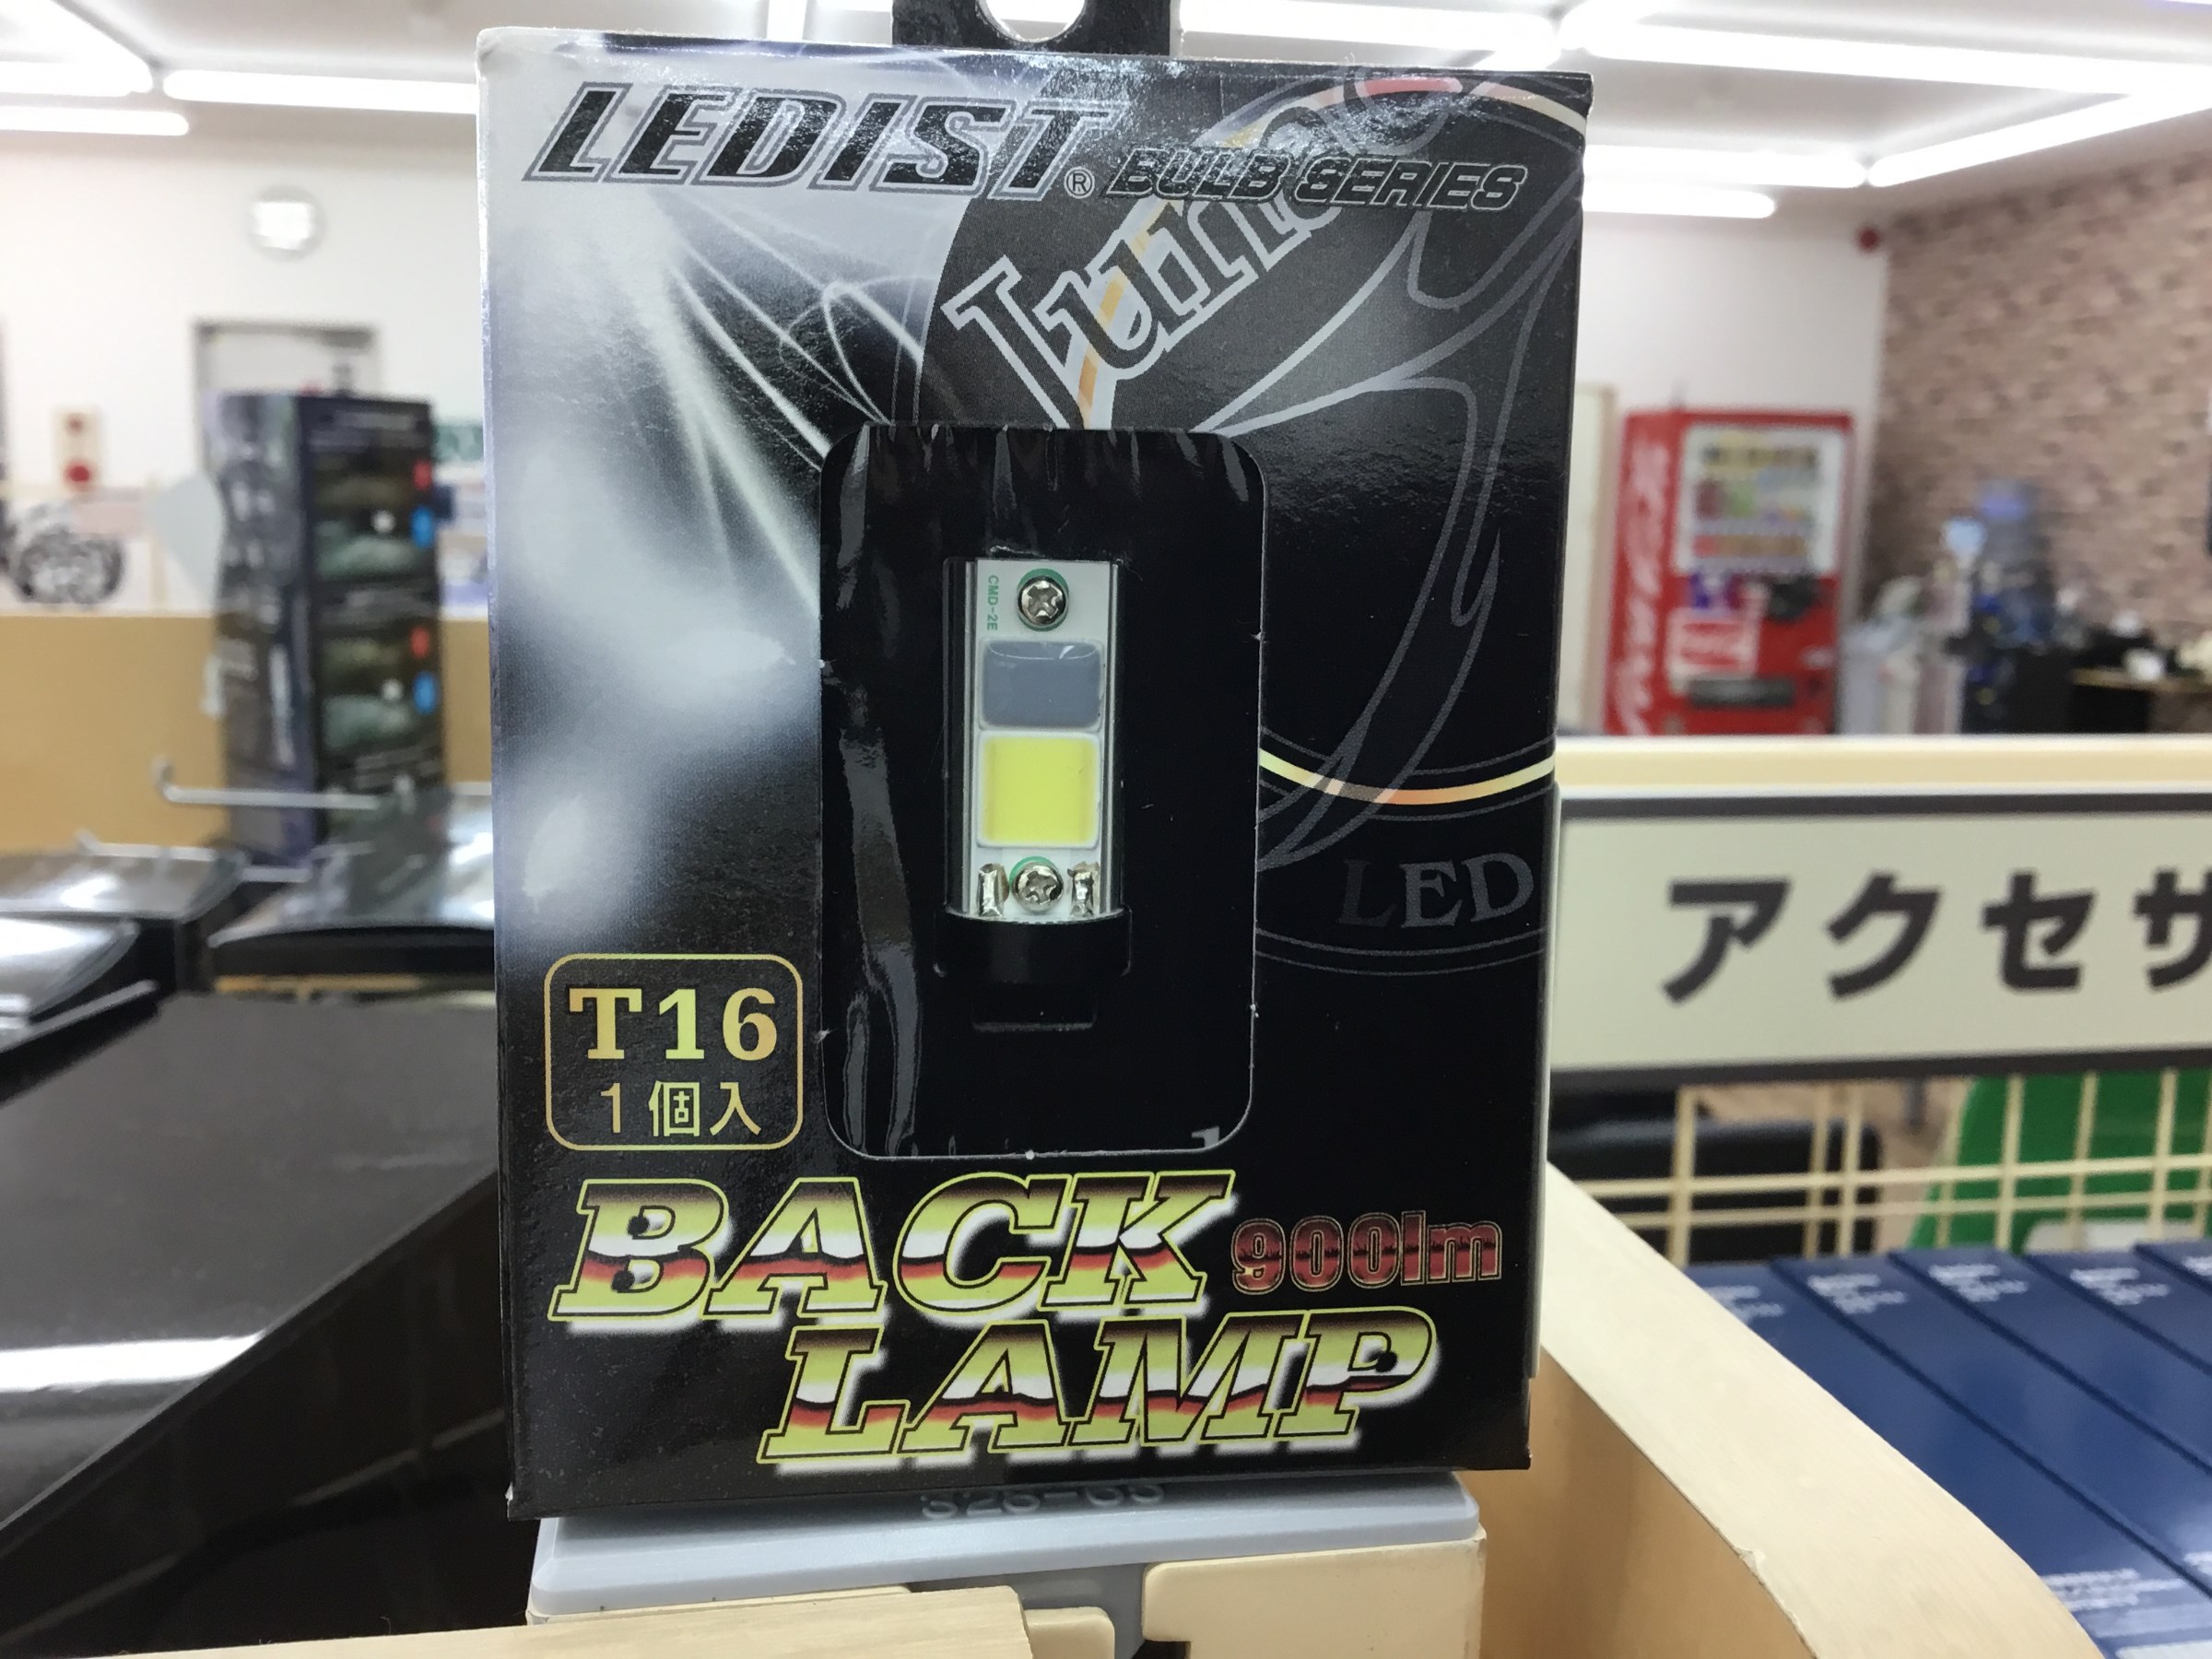 LEDIST® BULB SERIES
CMD-2E
LED
T16
1個入
BACK 900lm
LAMP
アクセサ